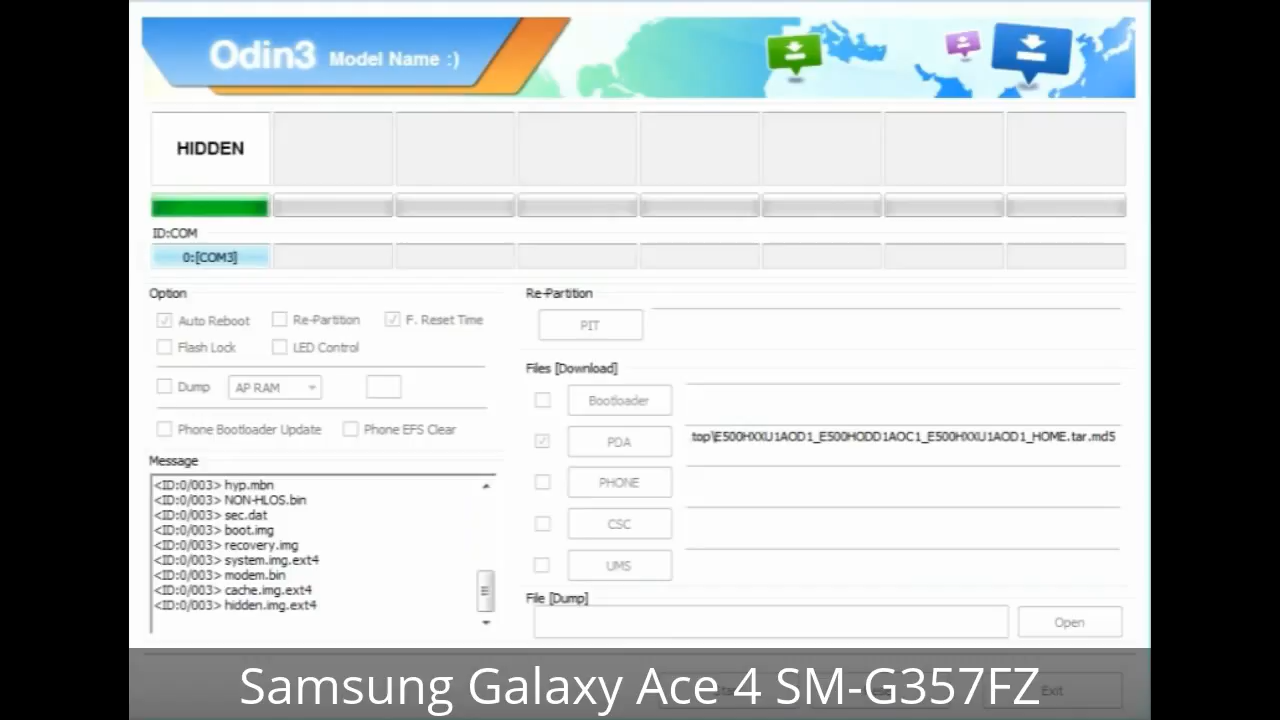 Odin3 Model Name :)
HIDDEN
ID:COM
0:[COM3]
Option
Auto Reboot Re-Partition F. Reset Time
Flash Lock LED Control
Dump AP RAM
Phone Bootloader Update Phone EFS Clear
Message
<ID:0/003> hyp.mbn
<ID:0/003> NON-HLOS.bin
<ID:0/003> sec.dat
<ID:0/003> boot.img
<ID:0/003> recovery.img
<ID:0/003> system.img.ext4
<ID:0/003> modem.bin
<ID:0/003> cache.img.ext4
<ID:0/003> hidden.img.ext4
Re-Partition
PIT
Files [Download]
Bootloader
PDA top\E500HXXU1AOD1_E500HODD1AOC1_E500HXXU1AOD1_HOME.tar.md5
PHONE
CSC
UMS
File [Dump]
Open
Exit
Samsung Galaxy Ace 4 SM-G357FZ